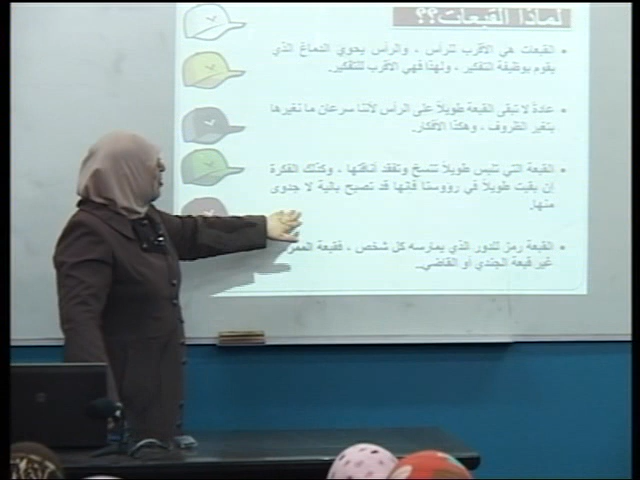 لماذا القبعات؟؟
القبعات هي الأقرب للرأس ، والرأس يحوي الدماغ الذي
يقوم بوظيفة التفكير ، ولهذا فهي الأقرب للتفكير.
عادة لا تبقى القبعة طويلاً على الرأس لأننا سرعان ما نغيرها
بتغير الظروف ، وهكذا الأفكار.
القبعة التي تلبس طويلاً تتسخ وتفقد أناقتها ، وكذلك الفكرة
إن بقيت طويلاً في رؤوسنا فإنها قد تصبح بالية لا جدوى
منها.
القبعة رمز للدور الذي يمارسه كل شخص ، فقبعة
غير قبعة الجندي أو القاضي..